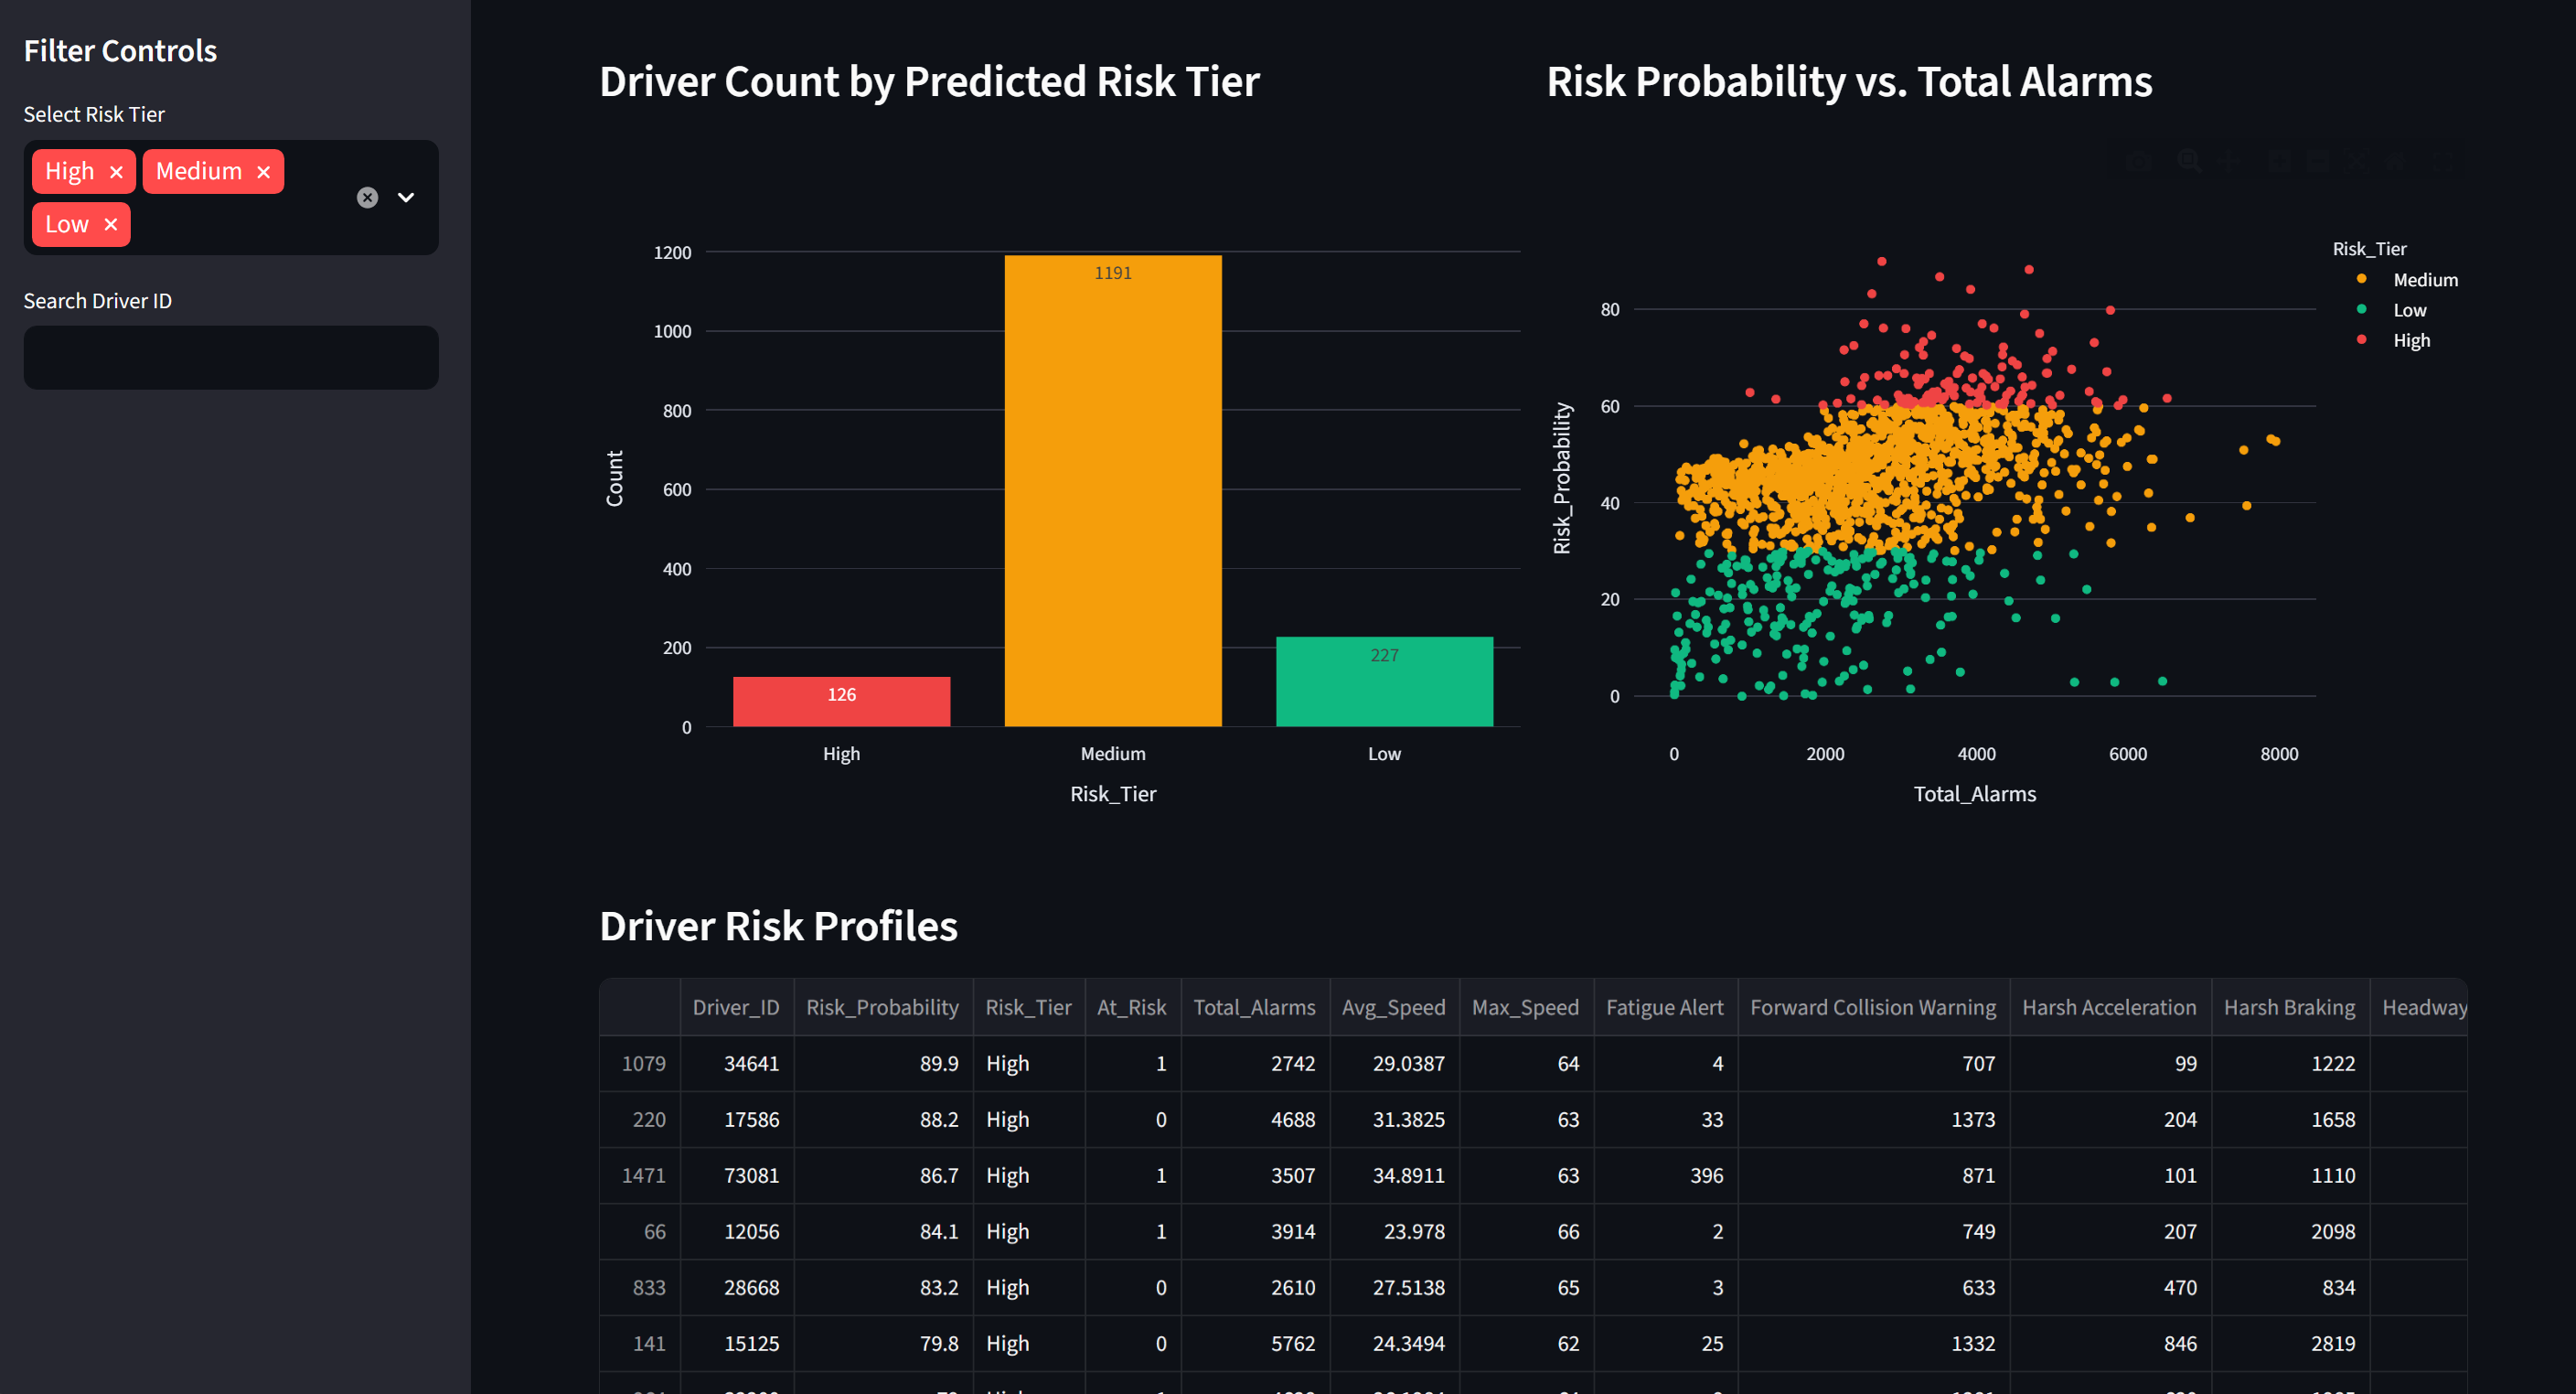 Filter Controls
Select Risk Tier
High
Medium
Low
Search Driver ID
Driver Count by Predicted Risk Tier
1200
1000
800
600
400
200
0
Count
126
1191
227
High
Medium
Low
Risk_Tier
Risk Probability vs. Total Alarms
Risk_Tier
Medium
Low
High
80
60
40
20
0
Risk_Probability
0
2000
4000
6000
8000
Total_Alarms
Driver Risk Profiles
Driver_ID Risk_Probability Risk_Tier At_Risk Total_Alarms Avg_Speed Max_Speed Fatigue Alert Forward Collision Warning Harsh Acceleration Harsh Braking Headway
1079 34641 89.9 High 1 2742 29.0387 64 4 707 99 1222
220 17586 88.2 High 0 4688 31.3825 63 33 1373 204 1658
1471 73081 86.7 High 1 3507 34.8911 63 396 871 101 1110
66 12056 84.1 High 1 3914 23.978 66 2 749 207 2098
833 28668 83.2 High 0 2610 27.5138 65 3 633 470 834
141 15125 79.8 High 0 5762 24.3494 62 25 1332 846 2819